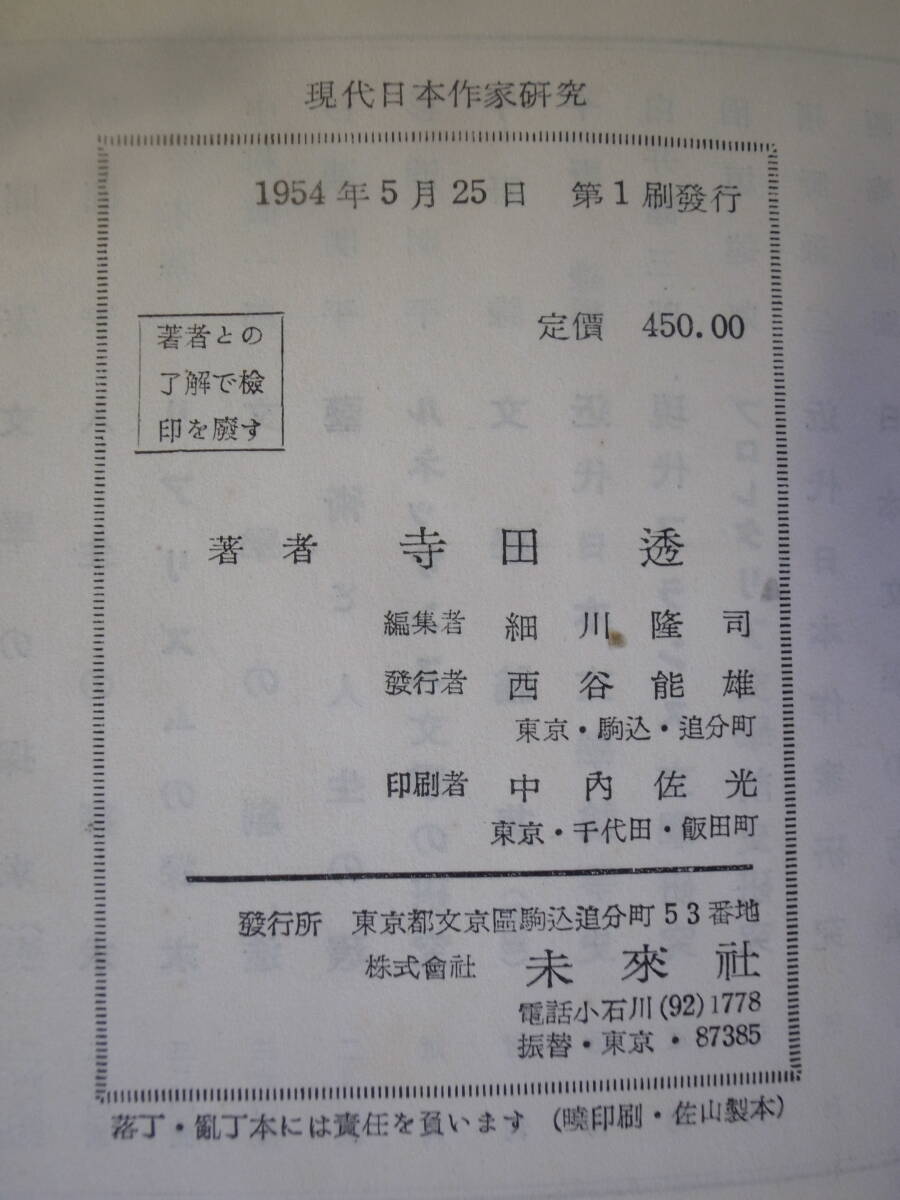 現代日本作家研究
1954年5月25日 第1刷發行
定價 450.00
著者との
了解で檢
印を廢す
著者 寺田透
編集者 細川隆司
發行者 西谷能雄
東京・駒込・追分町
印刷者 中内佐光
東京・千代田・飯田町
發行所 東京都文京區駒込追分町53番地
株式會社 未來社
電話小石川(92)1778
振替・東京・87385
落丁・亂丁本には責任を負います (曉印刷・佐山製本)